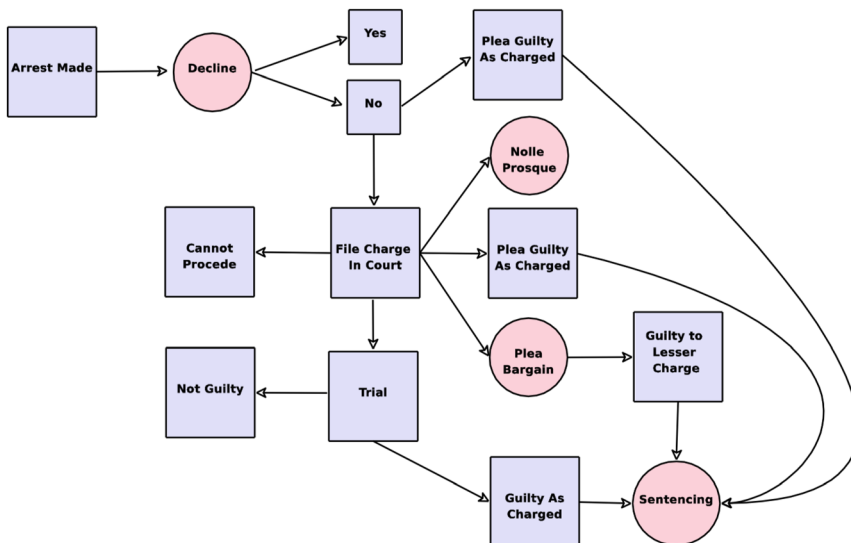 Yes
Plea Guilty
As Charged
Arrest Made
Decline
No
Nolle
Prosque
Cannot
Procede
File Charge
In Court
Plea Guilty
As Charged
Plea
Bargain
Guilty to
Lesser
Charge
Not Guilty
Trial
Guilty As
Charged
Sentencing